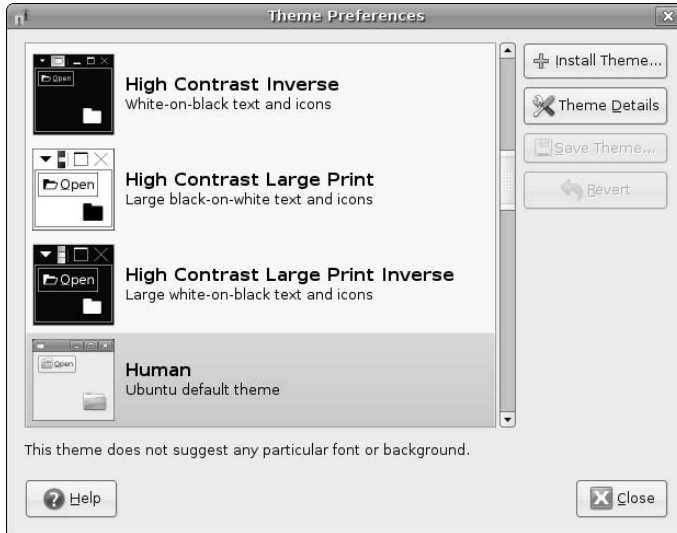 Theme Preferences
Open
High Contrast Inverse
White-on-black text and icons
Open
High Contrast Large Print
Large black-on-white text and icons
Open
High Contrast Large Print Inverse
Large white-on-black text and icons
Open
Human
Ubuntu default theme
Install Theme...
Theme Details
Save Theme...
Revert
This theme does not suggest any particular font or background.
Help
Close